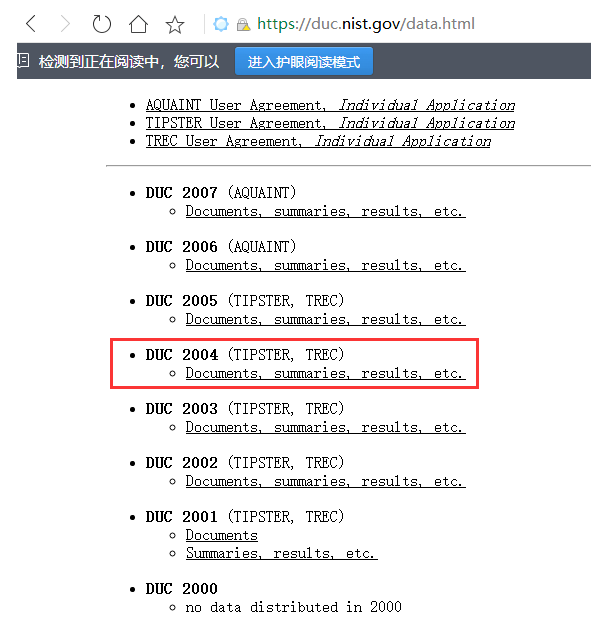 https://duc.nist.gov/data.html
检测到正在阅读中，您可以 进入护眼阅读模式
AQUAINT User Agreement, Individual Application
TIPSTER User Agreement, Individual Application
TREC User Agreement, Individual Application
DUC 2007 (AQUAINT)
Documents, summaries, results, etc.
DUC 2006 (AQUAINT)
Documents, summaries, results, etc.
DUC 2005 (TIPSTER, TREC)
Documents, summaries, results, etc.
DUC 2004 (TIPSTER, TREC)
Documents, summaries, results, etc.
DUC 2003 (TIPSTER, TREC)
Documents, summaries, results, etc.
DUC 2002 (TIPSTER, TREC)
Documents, summaries, results, etc.
DUC 2001 (TIPSTER, TREC)
Documents
Summaries, results, etc.
DUC 2000
no data distributed in 2000